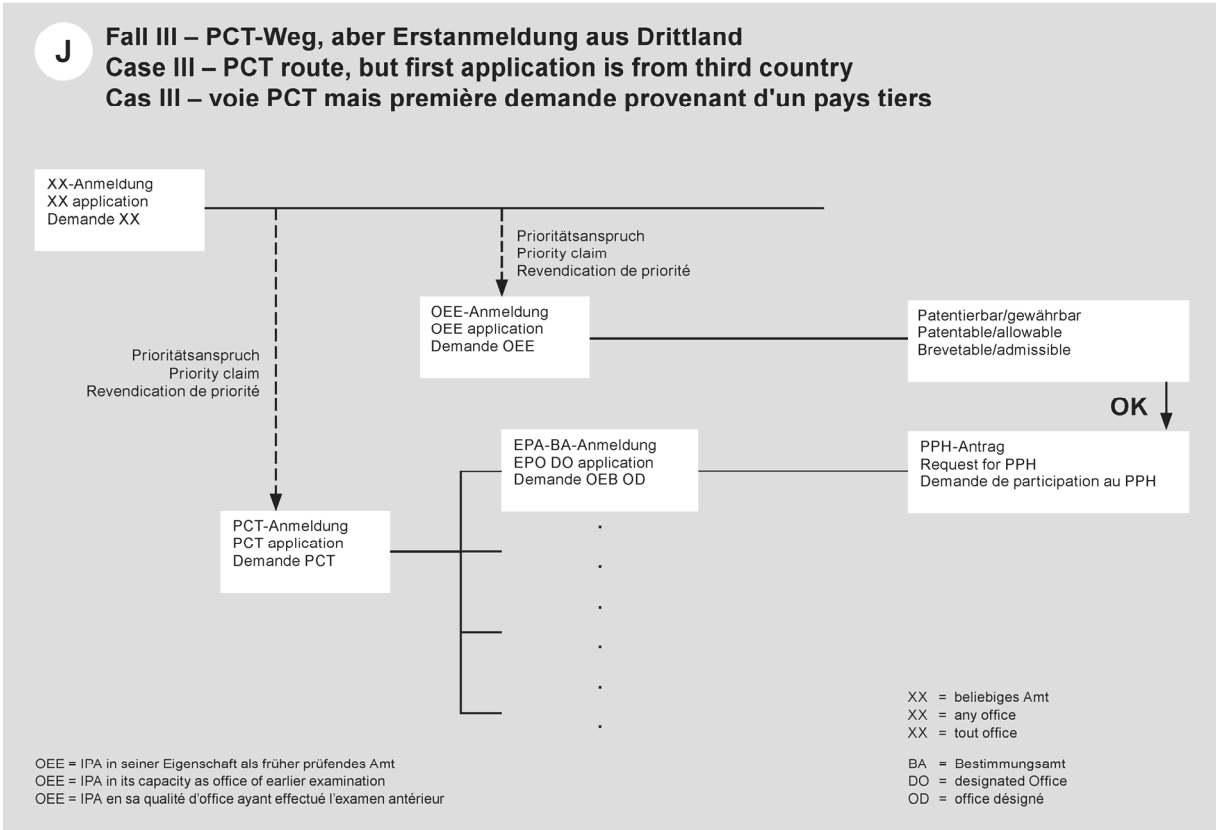 J
Fall III – PCT-Weg, aber Erstanmeldung aus Drittland
Case III – PCT route, but first application is from third country
Cas III – voie PCT mais première demande provenant d'un pays tiers
XX-Anmeldung
XX application
Demande XX
Prioritätsanspruch
Priority claim
Revendication de priorité
OEE-Anmeldung
OEE application
Demande OEE
Patentierbar/gewährbar
Patentable/allowable
Brevetable/admissible
Prioritätsanspruch
Priority claim
Revendication de priorité
OK
EPA-BA-Anmeldung
EPO DO application
Demande OEB OD
PPH-Antrag
Request for PPH
Demande de participation au PPH
PCT-Anmeldung
PCT application
Demande PCT
XX = beliebiges Amt
XX = any office
XX = tout office
OEE = IPA in seiner Eigenschaft als früher prüfendes Amt
OEE = IPA in its capacity as office of earlier examination
OEE = IPA en sa qualité d'office ayant effectué l'examen antérieur
BA = Bestimmungsamt
DO = designated Office
OD = office désigné